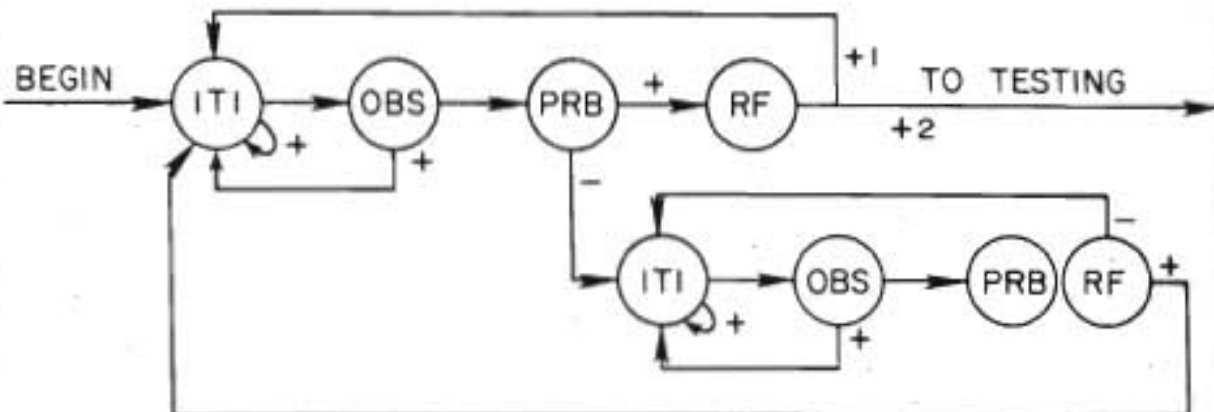 BEGIN
ITI
OBS
PRB
+
RF
+1
TO TESTING
+2
+
+
-
ITI
OBS
PRB
RF
-
+
+
+